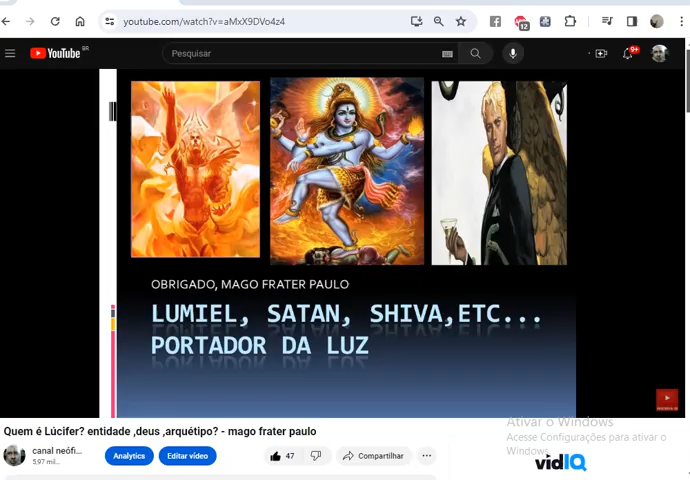 youtube.com/watch?v=aMxX9DVo4z4
12
YouTube BR
Pesquisar
9+
OBRIGADO, MAGO FRATER PAULO
LUMIEL, SATAN, SHIVA,ETC...
PORTADOR DA LUZ
Quem é Lúcifer? entidade ,deus ,arquétipo? - mago frater paulo
canal neófi...
5,97 mil...
Analytics
Editar vídeo
47
Compartilhar
Ativar o Windows
Acesse Configurações para ativar o
Windows.
vidIQ